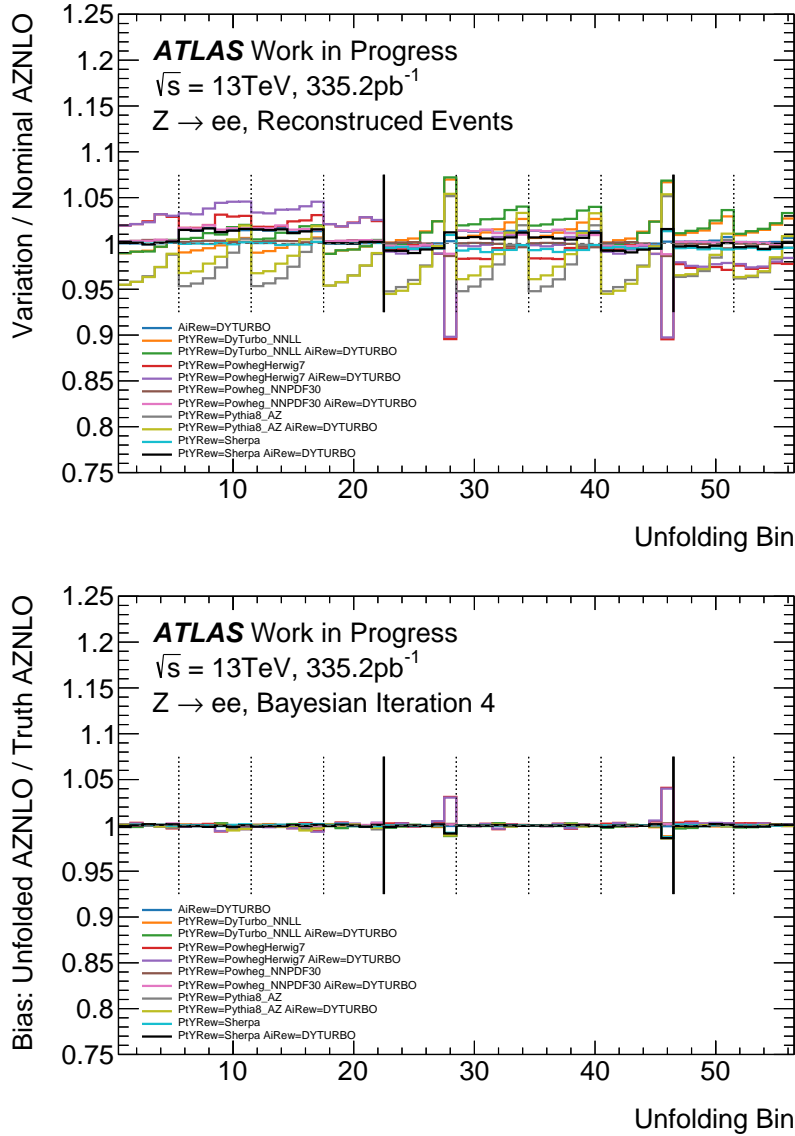 Variation / Nominal AZNLO
1.25
1.2
1.15
1.1
1.05
1
0.95
0.9
0.85
0.8
0.75
ATLAS Work in Progress
√s = 13TeV, 335.2pb⁻¹
Z → ee, Reconstruced Events
AiRew=DYTURBO
PtYRew=DyTurbo_NNLL
PtYRew=DyTurbo_NNLL AiRew=DYTURBO
PtYRew=PowhegHerwig7
PtYRew=PowhegHerwig7 AiRew=DYTURBO
PtYRew=Powheg_NNPDF30
PtYRew=Powheg_NNPDF30 AiRew=DYTURBO
PtYRew=Pythia8_AZ
PtYRew=Pythia8_AZ AiRew=DYTURBO
PtYRew=Sherpa
PtYRew=Sherpa AiRew=DYTURBO
10 20 30 40 50
Unfolding Bin
Bias: Unfolded AZNLO / Truth AZNLO
1.25
1.2
1.15
1.1
1.05
1
0.95
0.9
0.85
0.8
0.75
ATLAS Work in Progress
√s = 13TeV, 335.2pb⁻¹
Z → ee, Bayesian Iteration 4
AiRew=DYTURBO
PtYRew=DyTurbo_NNLL
PtYRew=DyTurbo_NNLL AiRew=DYTURBO
PtYRew=PowhegHerwig7
PtYRew=PowhegHerwig7 AiRew=DYTURBO
PtYRew=Powheg_NNPDF30
PtYRew=Powheg_NNPDF30 AiRew=DYTURBO
PtYRew=Pythia8_AZ
PtYRew=Pythia8_AZ AiRew=DYTURBO
PtYRew=Sherpa
PtYRew=Sherpa AiRew=DYTURBO
10 20 30 40 50
Unfolding Bin